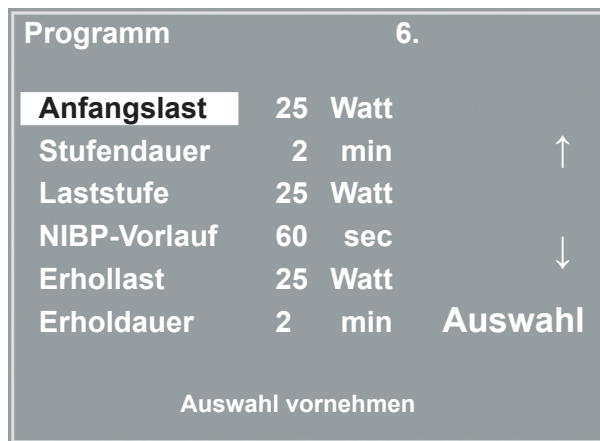 Programm 6.
Anfangslast 25 Watt
Stufendauer 2 min ↑
Laststufe 25 Watt
NIBP-Vorlauf 60 sec ↓
Erhollast 25 Watt
Erholdauer 2 min Auswahl
Auswahl vornehmen